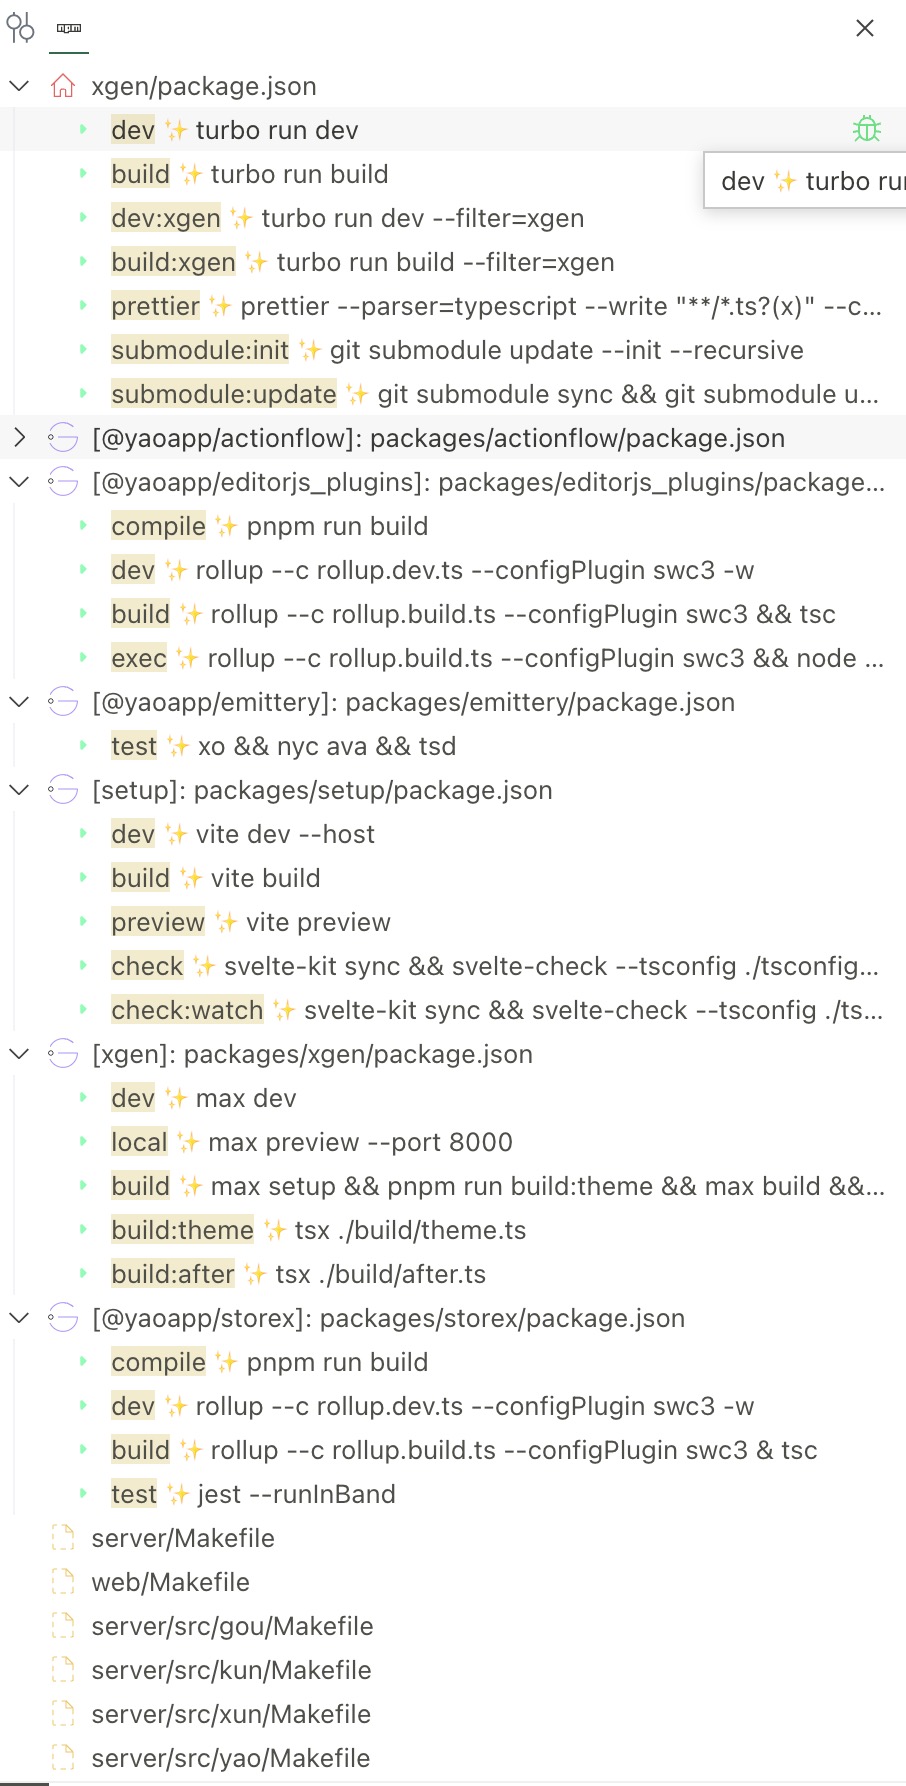 npm
xgen/package.json
dev ✨ turbo run dev
build ✨ turbo run build
dev ✨ turbo ru
dev:xgen ✨ turbo run dev --filter=xgen
build:xgen ✨ turbo run build --filter=xgen
prettier ✨ prettier --parser=typescript --write "**/*.ts?(x)" --c...
submodule:init ✨ git submodule update --init --recursive
submodule:update ✨ git submodule sync && git submodule u...
[@yaoapp/actionflow]: packages/actionflow/package.json
[@yaoapp/editorjs_plugins]: packages/editorjs_plugins/package...
compile ✨ pnpm run build
dev ✨ rollup --c rollup.dev.ts --configPlugin swc3 -w
build ✨ rollup --c rollup.build.ts --configPlugin swc3 && tsc
exec ✨ rollup --c rollup.build.ts --configPlugin swc3 && node ...
[@yaoapp/emittery]: packages/emittery/package.json
test ✨ xo && nyc ava && tsd
[setup]: packages/setup/package.json
dev ✨ vite dev --host
build ✨ vite build
preview ✨ vite preview
check ✨ svelte-kit sync && svelte-check --tsconfig ./tsconfig...
check:watch ✨ svelte-kit sync && svelte-check --tsconfig ./ts...
[xgen]: packages/xgen/package.json
dev ✨ max dev
local ✨ max preview --port 8000
build ✨ max setup && pnpm run build:theme && max build &&...
build:theme ✨ tsx ./build/theme.ts
build:after ✨ tsx ./build/after.ts
[@yaoapp/storex]: packages/storex/package.json
compile ✨ pnpm run build
dev ✨ rollup --c rollup.dev.ts --configPlugin swc3 -w
build ✨ rollup --c rollup.build.ts --configPlugin swc3 & tsc
test ✨ jest --runInBand
server/Makefile
web/Makefile
server/src/gou/Makefile
server/src/kun/Makefile
server/src/xun/Makefile
server/src/yao/Makefile